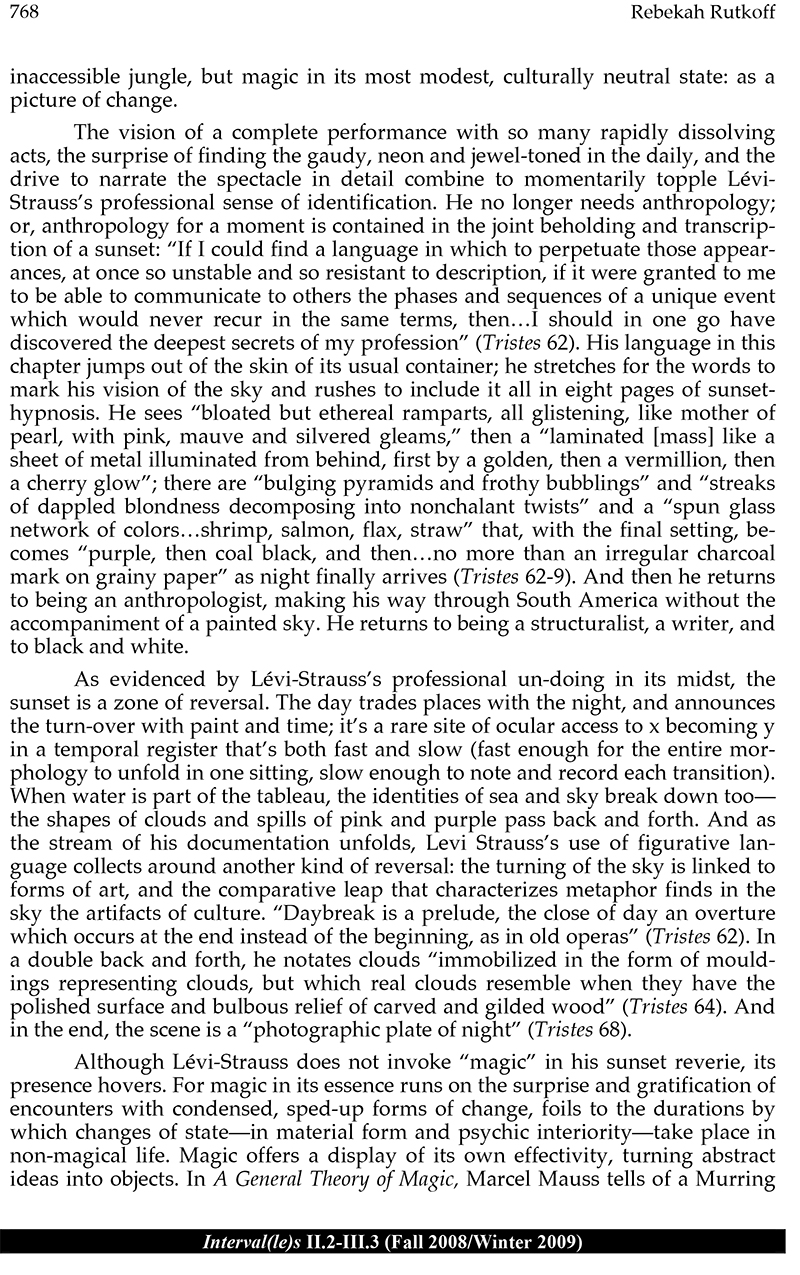 768 Rebekah Rutkoff
inaccessible jungle, but magic in its most modest, culturally neutral state: as a
picture of change.
The vision of a complete performance with so many rapidly dissolving
acts, the surprise of finding the gaudy, neon and jewel-toned in the daily, and the
drive to narrate the spectacle in detail combine to momentarily topple Lévi-
Strauss’s professional sense of identification. He no longer needs anthropology;
or, anthropology for a moment is contained in the joint beholding and transcrip-
tion of a sunset: “If I could find a language in which to perpetuate those appear-
ances, at once so unstable and so resistant to description, if it were granted to me
to be able to communicate to others the phases and sequences of a unique event
which would never recur in the same terms, then…I should in one go have
discovered the deepest secrets of my profession” (Tristes 62). His language in this
chapter jumps out of the skin of its usual container; he stretches for the words to
mark his vision of the sky and rushes to include it all in eight pages of sunset-
hypnosis. He sees “bloated but ethereal ramparts, all glistening, like mother of
pearl, with pink, mauve and silvered gleams,” then a “laminated [mass] like a
sheet of metal illuminated from behind, first by a golden, then a vermillion, then
a cherry glow”; there are “bulging pyramids and frothy bubblings” and “streaks
of dappled blondness decomposing into nonchalant twists” and a “spun glass
network of colors…shrimp, salmon, flax, straw” that, with the final setting, be-
comes “purple, then coal black, and then…no more than an irregular charcoal
mark on grainy paper” as night finally arrives (Tristes 62-9). And then he returns
to being an anthropologist, making his way through South America without the
accompaniment of a painted sky. He returns to being a structuralist, a writer, and
to black and white.
As evidenced by Lévi-Strauss’s professional un-doing in its midst, the
sunset is a zone of reversal. The day trades places with the night, and announces
the turn-over with paint and time; it’s a rare site of ocular access to x becoming y
in a temporal register that’s both fast and slow (fast enough for the entire mor-
phology to unfold in one sitting, slow enough to note and record each transition).
When water is part of the tableau, the identities of sea and sky break down too—
the shapes of clouds and spills of pink and purple pass back and forth. And as
the stream of his documentation unfolds, Levi Strauss’s use of figurative lan-
guage collects around another kind of reversal: the turning of the sky is linked to
forms of art, and the comparative leap that characterizes metaphor finds in the
sky the artifacts of culture. “Daybreak is a prelude, the close of day an overture
which occurs at the end instead of the beginning, as in old operas” (Tristes 62). In
a double back and forth, he notates clouds “immobilized in the form of mould-
ings representing clouds, but which real clouds resemble when they have the
polished surface and bulbous relief of carved and gilded wood” (Tristes 64). And
in the end, the scene is a “photographic plate of night” (Tristes 68).
Although Lévi-Strauss does not invoke “magic” in his sunset reverie, its
presence hovers. For magic in its essence runs on the surprise and gratification of
encounters with condensed, sped-up forms of change, foils to the durations by
which changes of state—in material form and psychic interiority—take place in
non-magical life. Magic offers a display of its own effectivity, turning abstract
ideas into objects. In A General Theory of Magic, Marcel Mauss tells of a Murring
Interval(le)s II.2-III.3 (Fall 2008/Winter 2009)